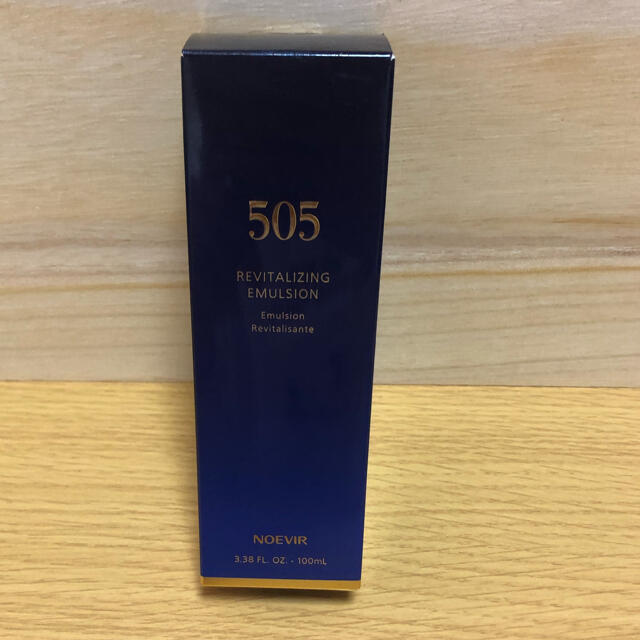 505
REVITALIZING
EMULSION
Emulsion
Revitalisante
NOEVIR
3.38 FL. OZ. - 100mL